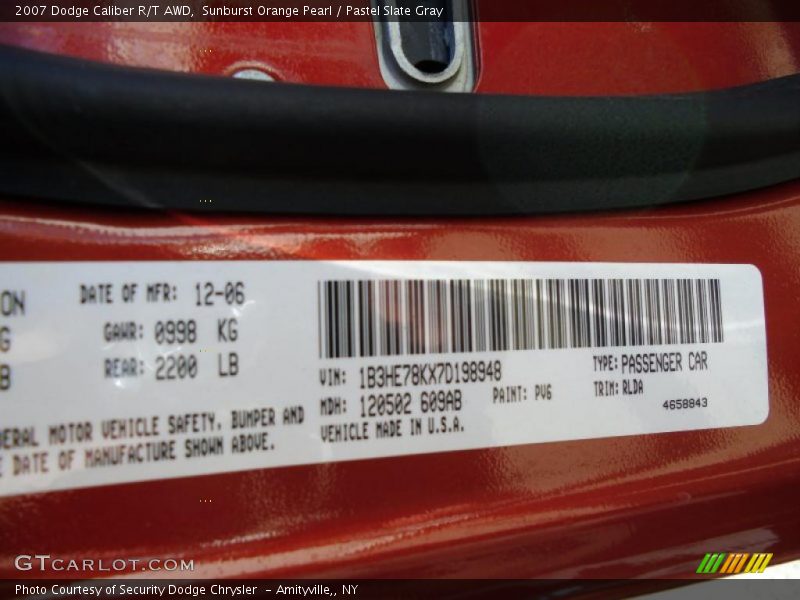 2007 Dodge Caliber R/T AWD, Sunburst Orange Pearl / Pastel Slate Gray
ON
DATE OF MFR: 12-06
G
GAWR: 0998 KG
B
REAR: 2200 LB
VIN: 1B3HE78KX7D198948
TYPE: PASSENGER CAR
MDH: 120502 609AB
PAINT: PVG
TRIM: RLDA
VEHICLE MADE IN U.S.A.
4658843
DERAL MOTOR VEHICLE SAFETY, BUMPER AND
E DATE OF MANUFACTURE SHOWN ABOVE.
GTCARLOT.COM
Photo Courtesy of Security Dodge Chrysler - Amityville,, NY